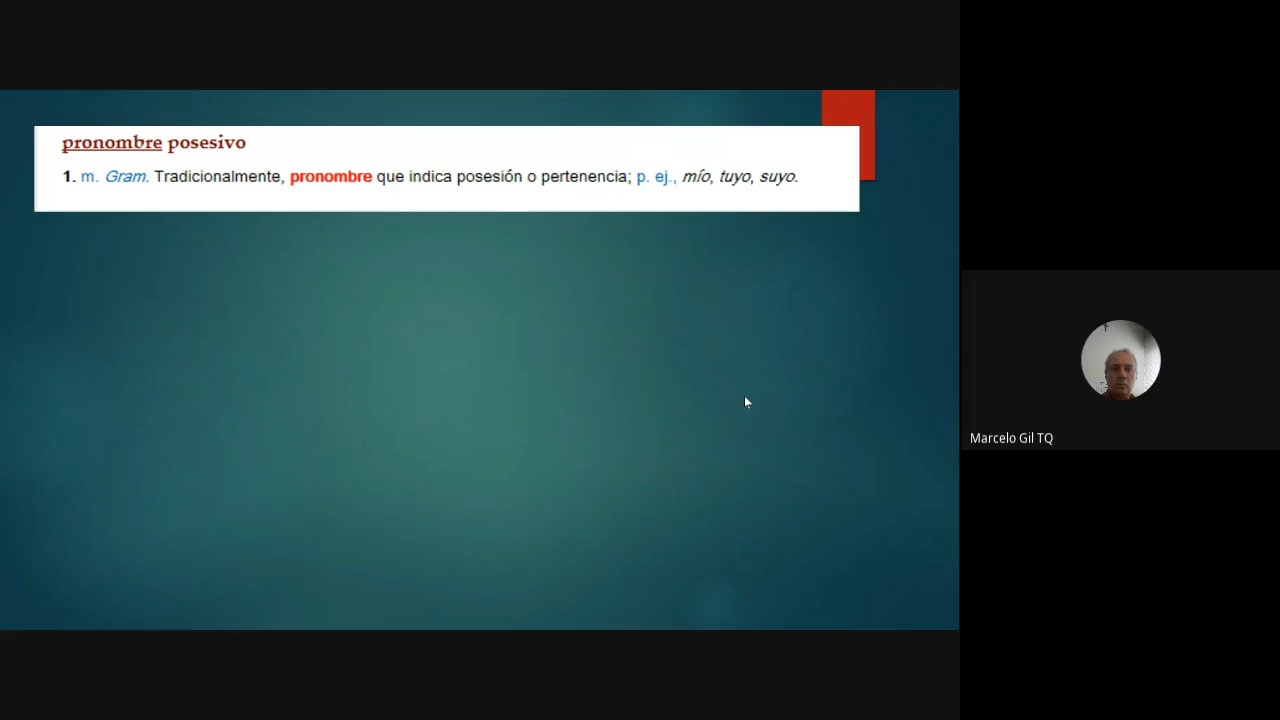 pronombre posesivo
1. m. Gram. Tradicionalmente, pronombre que indica posesión o pertenencia; p. ej., mío, tuyo, suyo.
Marcelo Gil TQ